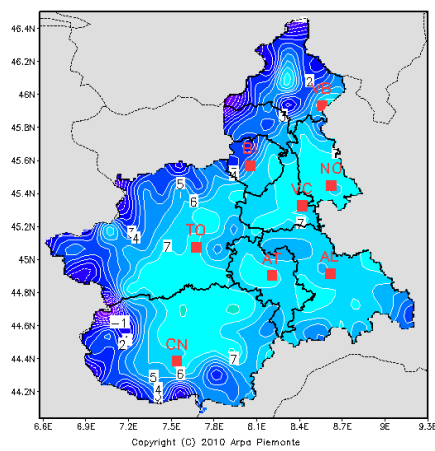 46.4N
46.2N
46N
45.8N
45.6N
45.4N
45.2N
45N
44.8N
44.6N
44.4N
44.2N
2
VB
3
BI
4
NO
5
6
VC
7
TO
4
7
AT
AL
-1
2
CN
7
5
6
4
6.6E 6.9E 7.2E 7.5E 7.8E 8.1E 8.4E 8.7E 9E 9.3E
Copyright (C) 2010 Arpa Piemonte